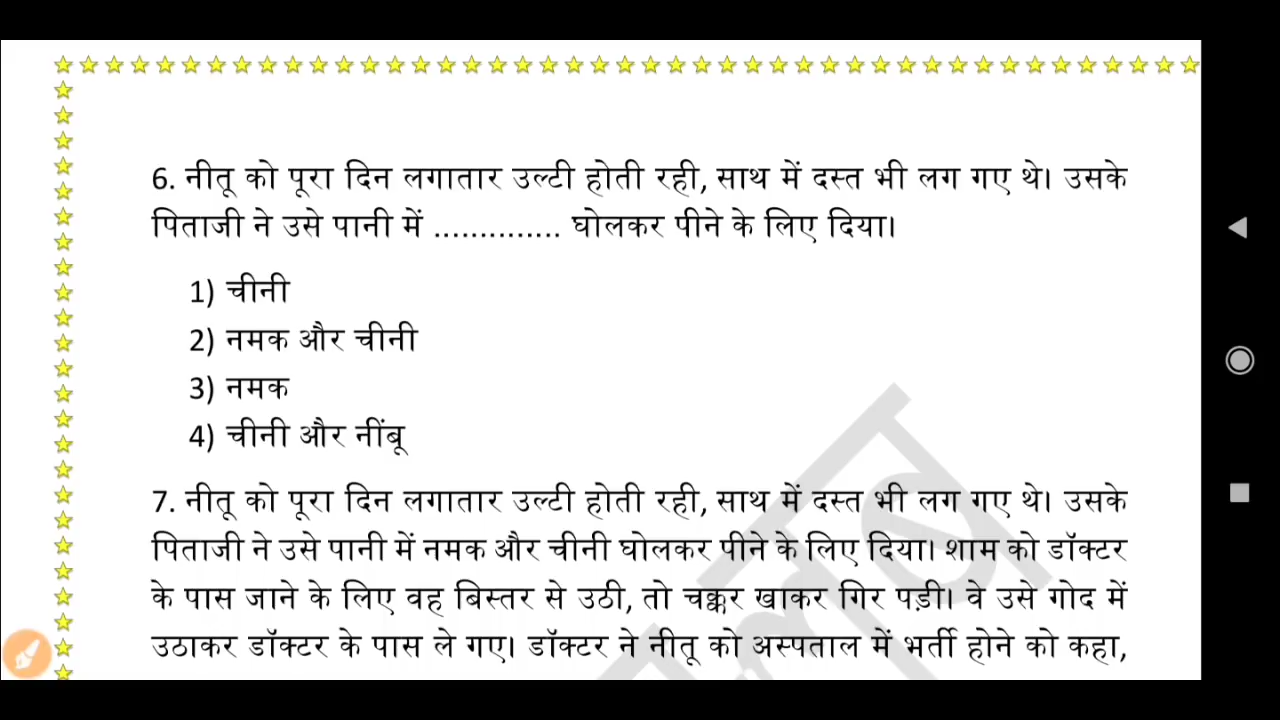 6. नीतू को पूरा दिन लगातार उल्टी होती रही, साथ में दस्त भी लग गए थे। उसके
पिताजी ने उसे पानी में .............. घोलकर पीने के लिए दिया।
1) चीनी
2) नमक और चीनी
3) नमक
4) चीनी और नींबू
7. नीतू को पूरा दिन लगातार उल्टी होती रही, साथ में दस्त भी लग गए थे। उसके
पिताजी ने उसे पानी में नमक और चीनी घोलकर पीने के लिए दिया। शाम को डॉक्टर
के पास जाने के लिए वह बिस्तर से उठी, तो चक्कर खाकर गिर पड़ी। वे उसे गोद में
उठाकर डॉक्टर के पास ले गए। डॉक्टर ने नीतू को अस्पताल में भर्ती होने को कहा,